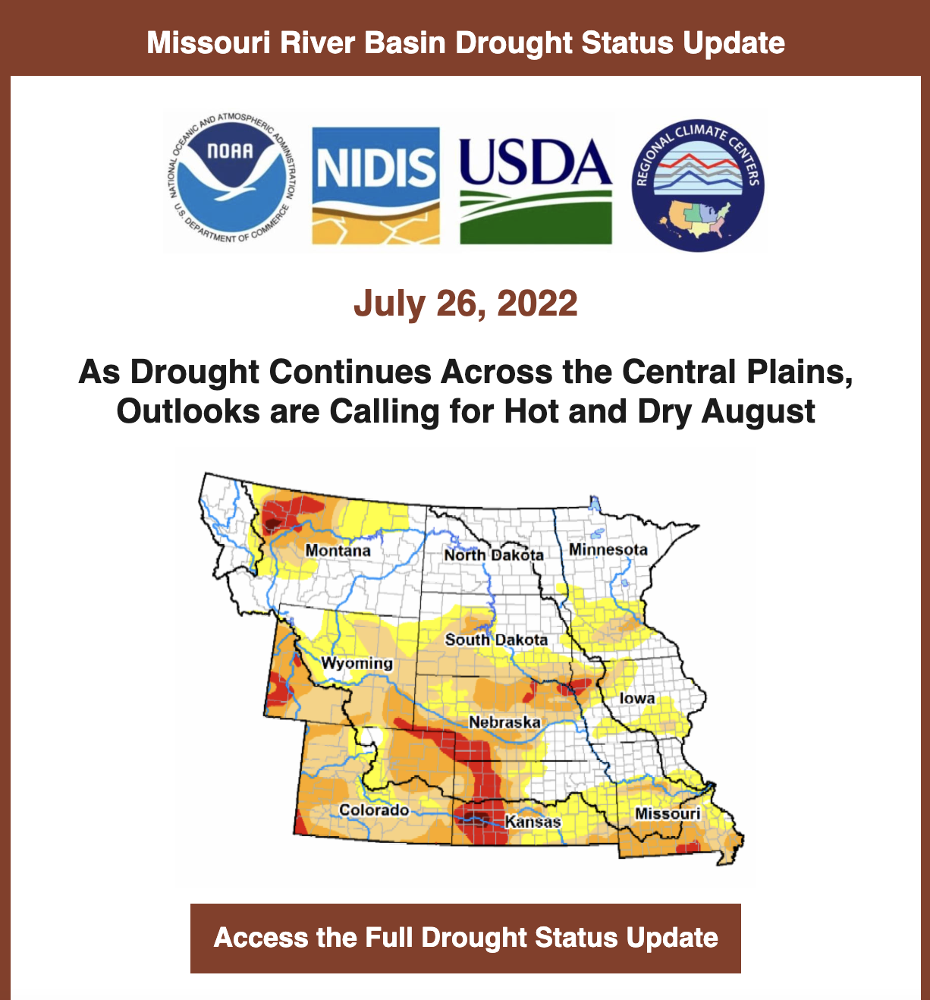 Missouri River Basin Drought Status Update
NATIONAL OCEANIC AND ATMOSPHERIC ADMINISTRATION
NOAA
U.S. DEPARTMENT OF COMMERCE
NIDIS
USDA
REGIONAL CLIMATE CENTERS
July 26, 2022
As Drought Continues Across the Central Plains,
Outlooks are Calling for Hot and Dry August
Montana
North Dakota
Minnesota
South Dakota
Wyoming
Iowa
Nebraska
Colorado
Kansas
Missouri
Access the Full Drought Status Update